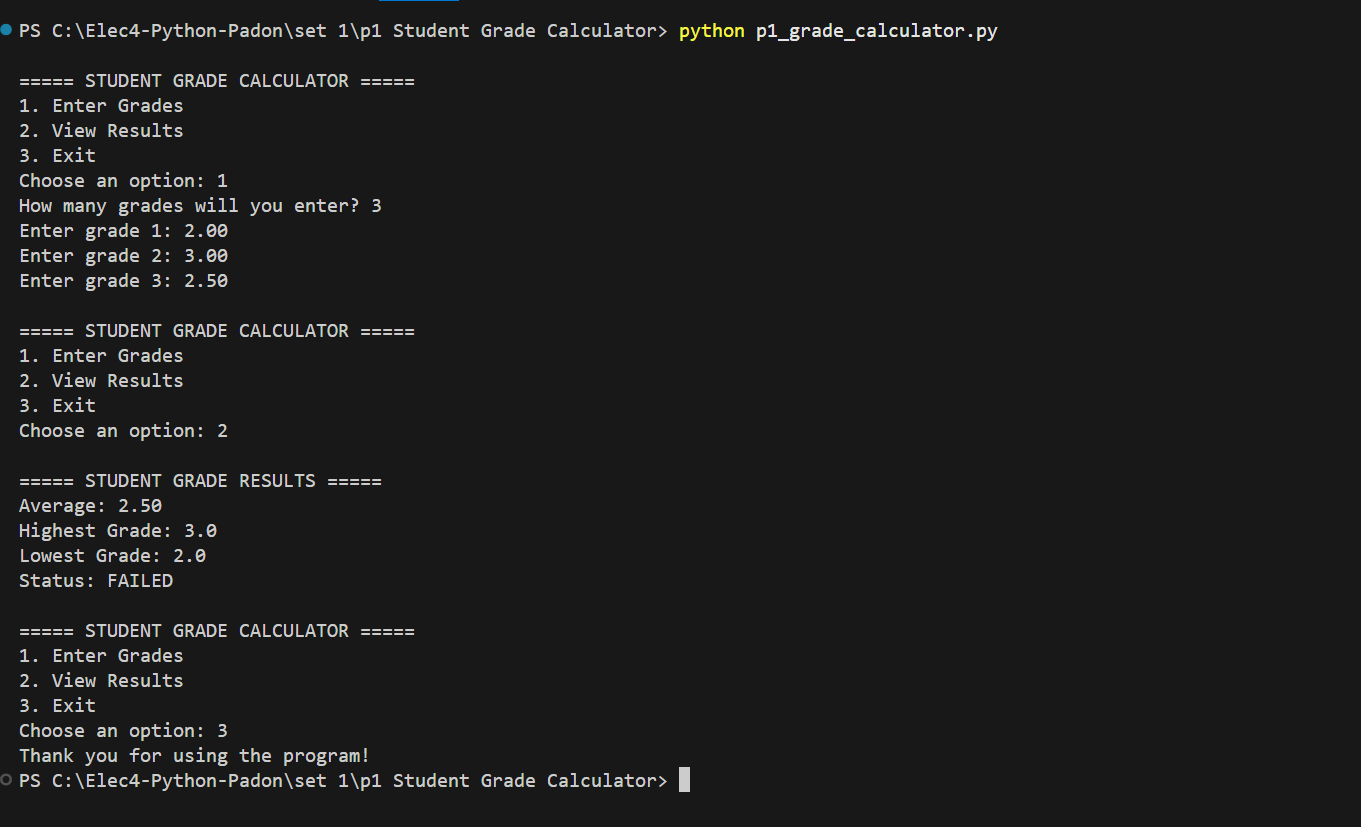 PS C:\Elec4-Python-Padon\set 1\p1 Student Grade Calculator> python p1_grade_calculator.py
===== STUDENT GRADE CALCULATOR =====
1. Enter Grades
2. View Results
3. Exit
Choose an option: 1
How many grades will you enter? 3
Enter grade 1: 2.00
Enter grade 2: 3.00
Enter grade 3: 2.50
===== STUDENT GRADE CALCULATOR =====
1. Enter Grades
2. View Results
3. Exit
Choose an option: 2
===== STUDENT GRADE RESULTS =====
Average: 2.50
Highest Grade: 3.0
Lowest Grade: 2.0
Status: FAILED
===== STUDENT GRADE CALCULATOR =====
1. Enter Grades
2. View Results
3. Exit
Choose an option: 3
Thank you for using the program!
PS C:\Elec4-Python-Padon\set 1\p1 Student Grade Calculator>